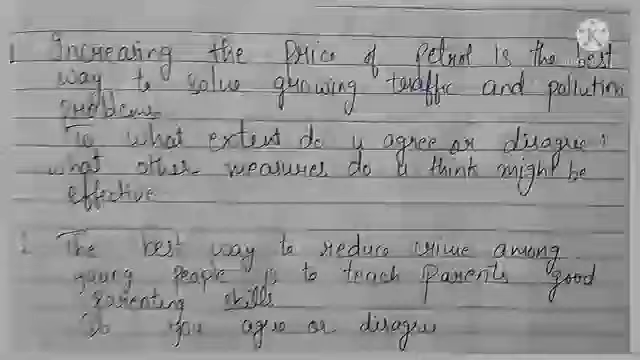 1 Increasing the price of petrol is the best
way to solve growing traffic and pollution
problems
To what extent do u agree or disagree ?
what other measures do u think might be
effective
2 The best way to reduce crime among
young people is to teach parents good
parenting skills
Do you agree or disagree
K